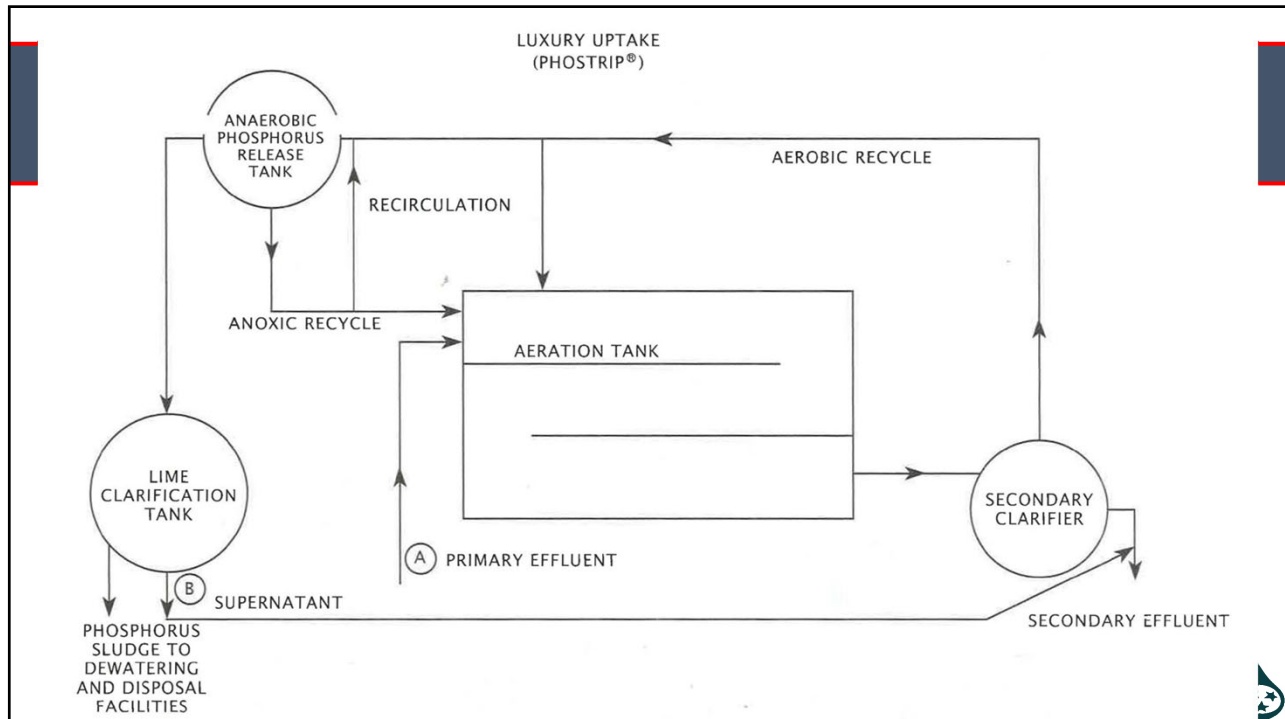 LUXURY UPTAKE
(PHOSTRIP®)
ANAEROBIC
PHOSPHORUS
RELEASE
TANK
AEROBIC RECYCLE
RECIRCULATION
ANOXIC RECYCLE
AERATION TANK
LIME
CLARIFICATION
TANK
SECONDARY
CLARIFIER
A PRIMARY EFFLUENT
B
SUPERNATANT
SECONDARY EFFLUENT
PHOSPHORUS
SLUDGE TO
DEWATERING
AND DISPOSAL
FACILITIES